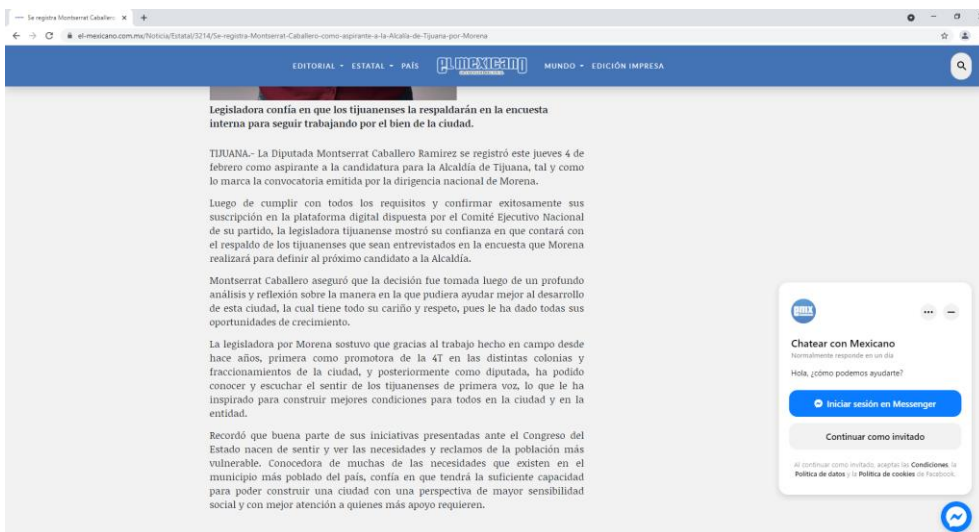 Se registra Montserrat Caballero
el-mexicano.com.mx/Noticia/Estatal/3214/Se-registra-Montserrat-Caballero-como-aspirante-a-la-Alcalía-de-Tijuana-por-Morena
EDITORIAL ESTATAL PAÍS EL MEXICANO MUNDO EDICIÓN IMPRESA
Legisladora confía en que los tijuanenses la respaldarán en la encuesta
interna para seguir trabajando por el bien de la ciudad.
TIJUANA.- La Diputada Montserrat Caballero Ramirez se registró este jueves 4 de
febrero como aspirante a la candidatura para la Alcaldía de Tijuana, tal y como
lo marca la convocatoria emitida por la dirigencia nacional de Morena.
Luego de cumplir con todos los requisitos y confirmar exitosamente sus
suscripción en la plataforma digital dispuesta por el Comité Ejecutivo Nacional
de su partido, la legisladora tijuanense mostró su confianza en que contará con
el respaldo de los tijuanenses que sean entrevistados en la encuesta que Morena
realizará para definir al próximo candidato a la Alcaldía.
Montserrat Caballero aseguró que la decisión fue tomada luego de un profundo
análisis y reflexión sobre la manera en la que pudiera ayudar mejor al desarrollo
de esta ciudad, la cual tiene todo su cariño y respeto, pues le ha dado todas sus
oportunidades de crecimiento.
La legisladora por Morena sostuvo que gracias al trabajo hecho en campo desde
hace años, primera como promotora de la 4T en las distintas colonias y
fraccionamientos de la ciudad, y posteriormente como diputada, ha podido
conocer y escuchar el sentir de los tijuanenses de primera voz, lo que le ha
inspirado para construir mejores condiciones para todos en la ciudad y en la
entidad.
Recordó que buena parte de sus iniciativas presentadas ante el Congreso del
Estado nacen de sentir y ver las necesidades y reclamos de la población más
vulnerable. Conocedora de muchas de las necesidades que existen en el
municipio más poblado del país, confía en que tendrá la suficiente capacidad
para poder construir una ciudad con una perspectiva de mayor sensibilidad
social y con mejor atención a quienes más apoyo requieren.
emx
Chatear con Mexicano
Normalmente responde en un día
Hola, ¿cómo podemos ayudarte?
Iniciar sesión en Messenger
Continuar como invitado
Al continuar como invitado, aceptas las Condiciones, la
Política de datos y la Política de cookies de Facebook.